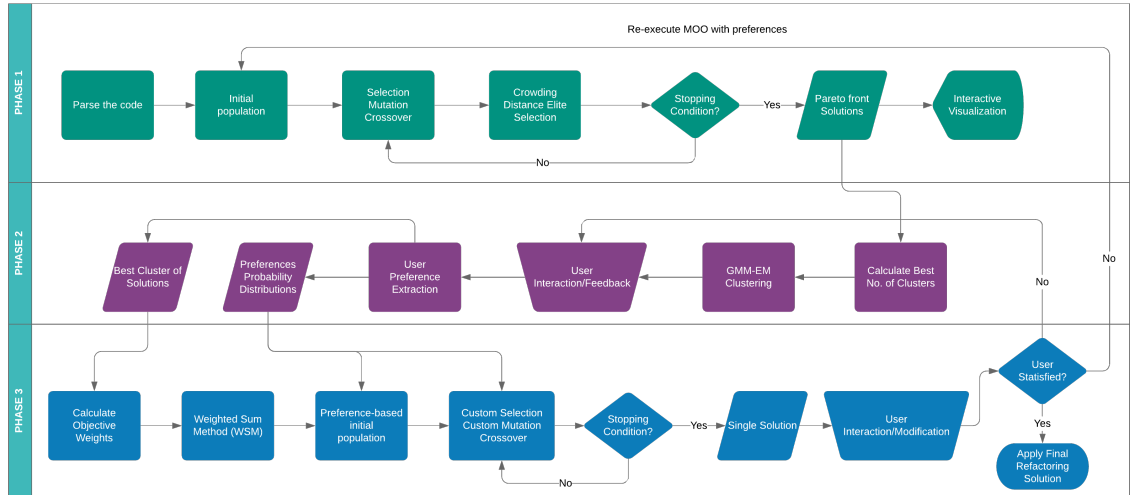 Re-execute MOO with preferences
PHASE 1
Parse the code
Initial
population
Selection
Mutation
Crossover
Crowding
Distance Elite
Selection
Stopping
Condition?
Yes
Pareto front
Solutions
Interactive
Visualization
No
PHASE 2
Best Cluster of
Solutions
Preferences
Probability
Distributions
User
Preference
Extraction
User
Interaction/Feedback
GMM-EM
Clustering
Calculate Best
No. of Clusters
No
No
PHASE 3
Calculate
Objective
Weights
Weighted Sum
Method (WSM)
Preference-based
initial
population
Custom Selection
Custom Mutation
Crossover
Stopping
Condition?
Yes
Single Solution
User
Interaction/Modification
User
Statisfied?
Yes
Apply Final
Refactoring
Solution
No